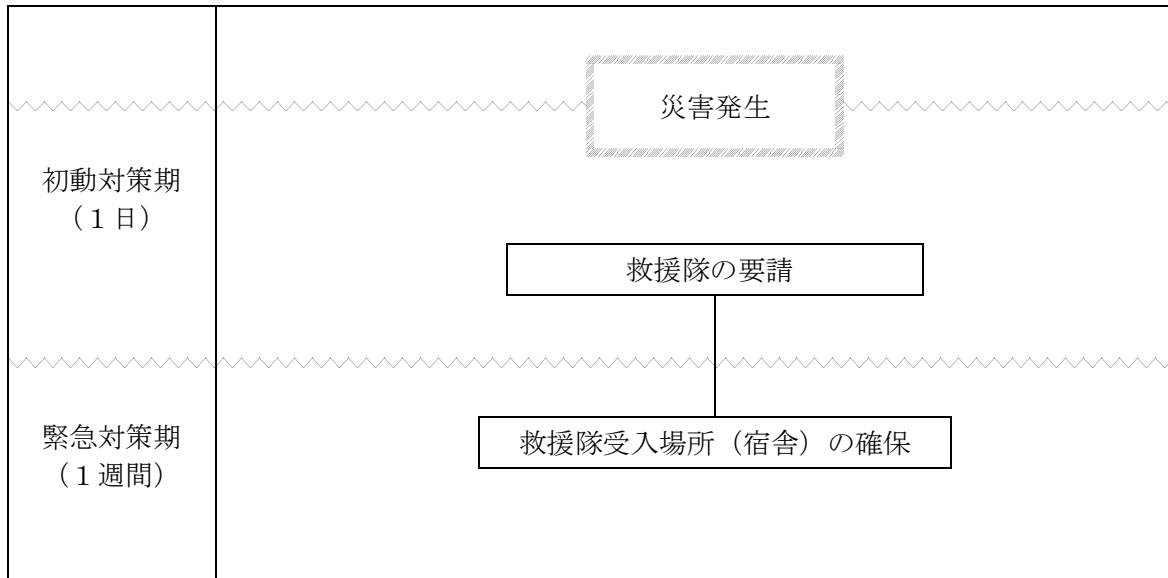 災害発生
初動対策期
（１日）
救援隊の要請
緊急対策期
（１週間）
救援隊受入場所（宿舎）の確保